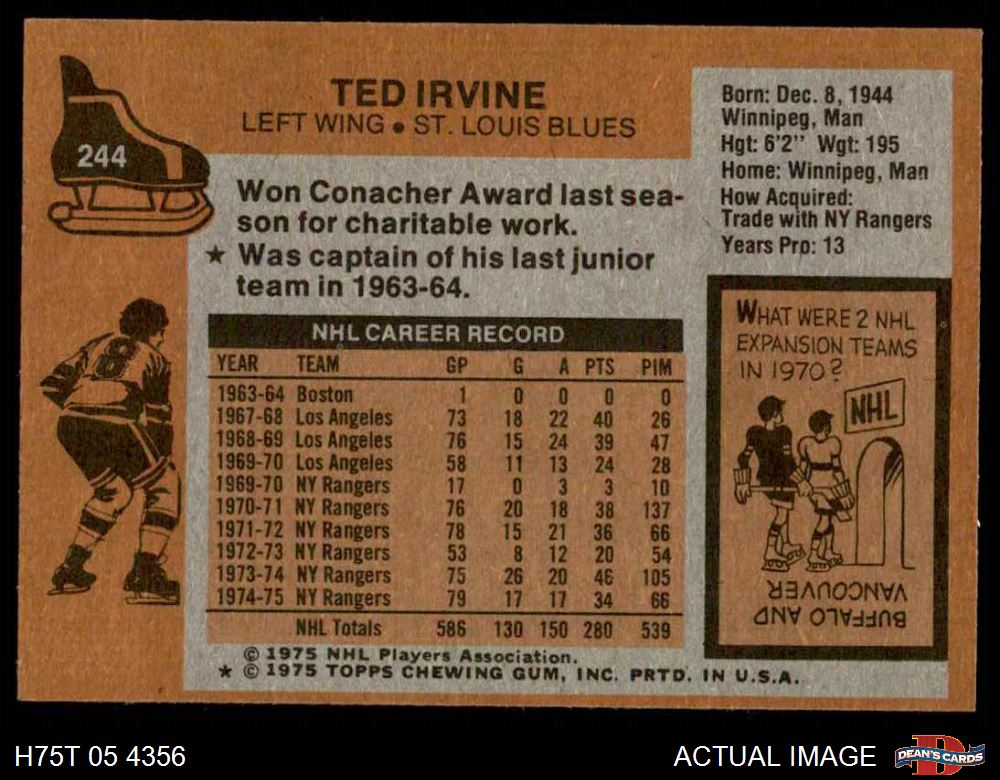 TED IRVINE
LEFT WING • ST. LOUIS BLUES
244
Won Conacher Award last sea-
son for charitable work.
★ Was captain of his last junior
team in 1963-64.
Born: Dec. 8, 1944
Winnipeg, Man
Hgt: 6'2" Wgt: 195
Home: Winnipeg, Man
How Acquired:
Trade with NY Rangers
Years Pro: 13
NHL CAREER RECORD
YEAR TEAM GP G A PTS PIM
1963-64 Boston 1 0 0 0 0
1967-68 Los Angeles 73 18 22 40 26
1968-69 Los Angeles 76 15 24 39 47
1969-70 Los Angeles 58 11 13 24 28
1969-70 NY Rangers 17 0 3 3 10
1970-71 NY Rangers 76 20 18 38 137
1971-72 NY Rangers 78 15 21 36 66
1972-73 NY Rangers 53 8 12 20 54
1973-74 NY Rangers 75 26 20 46 105
1974-75 NY Rangers 79 17 17 34 66
NHL Totals 586 130 150 280 539
© 1975 NHL Players Association.
★ © 1975 TOPPS CHEWING GUM, INC. PRTD. IN U.S.A.
8
WHAT WERE 2 NHL
EXPANSION TEAMS
IN 1970?
NHL
BUFFALO AND
VANCOUVER
H75T 05 4356
ACTUAL IMAGE
D
DEAN'S CARDS